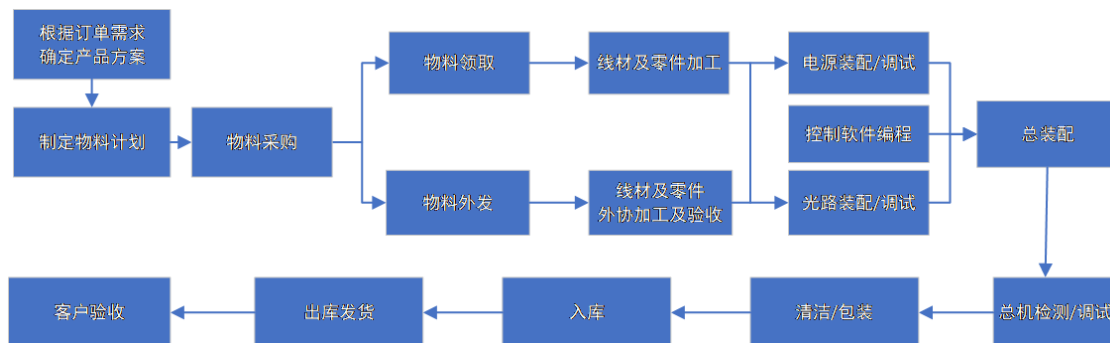 根据订单需求
确定产品方案
制定物料计划
物料采购
物料领取
线材及零件加工
电源装配/调试
控制软件编程
总装配
物料外发
线材及零件
外协加工及验收
光路装配/调试
总机检测/调试
清洁/包装
入库
出库发货
客户验收